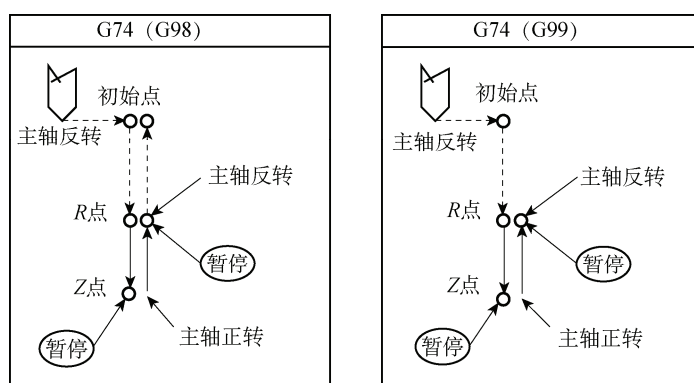 G74（G98）
初始点
主轴反转
主轴反转
R点
暂停
Z点
主轴正转
暂停
G74（G99）
初始点
主轴反转
主轴反转
R点
暂停
Z点
主轴正转
暂停